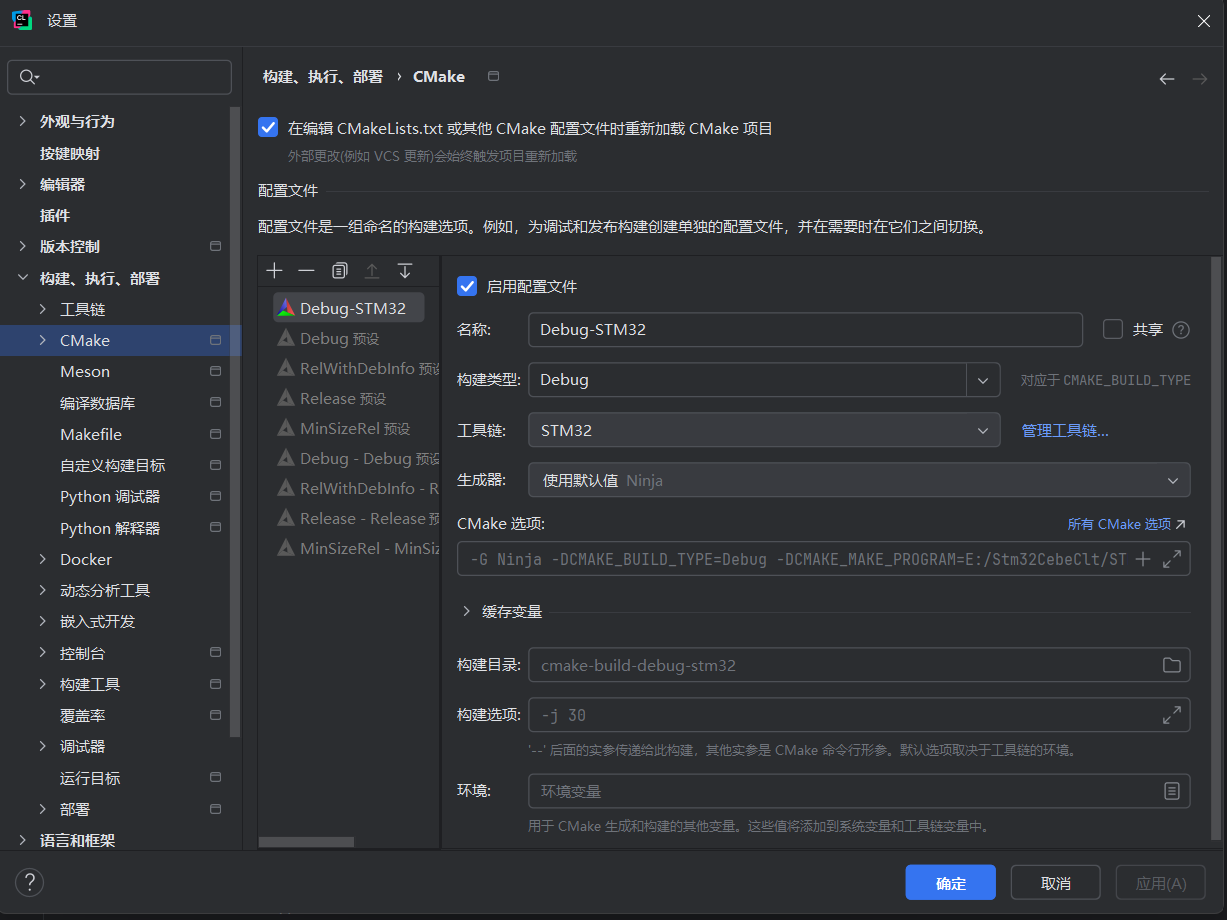 CL
设置
构建、执行、部署 › CMake
外观与行为
按键映射
编辑器
插件
版本控制
构建、执行、部署
工具链
CMake
Meson
编译数据库
Makefile
自定义构建目标
Python 调试器
Python 解释器
Docker
动态分析工具
嵌入式开发
控制台
构建工具
覆盖率
调试器
运行目标
部署
语言和框架
在编辑 CMakeLists.txt 或其他 CMake 配置文件时重新加载 CMake 项目
外部更改(例如 VCS 更新)会始终触发项目重新加载
配置文件
配置文件是一组命名的构建选项。例如，为调试和发布构建创建单独的配置文件，并在需要时在它们之间切换。
Debug-STM32
Debug 预设
RelWithDebInfo 预设
Release 预设
MinSizeRel 预设
Debug - Debug 预设
RelWithDebInfo - R
Release - Release 预
MinSizeRel - MinSiz
启用配置文件
名称: Debug-STM32 共享 ?
构建类型: Debug 对应于 CMAKE_BUILD_TYPE
工具链: STM32 管理工具链...
生成器: 使用默认值 Ninja
CMake 选项: 所有 CMake 选项
-G Ninja -DCMAKE_BUILD_TYPE=Debug -DCMAKE_MAKE_PROGRAM=E:/Stm32CebeClt/ST
缓存变量
构建目录: cmake-build-debug-stm32
构建选项: -j 30
'--' 后面的实参传递给此构建，其他实参是 CMake 命令行形参。默认选项取决于工具链的环境。
环境: 环境变量
用于 CMake 生成和构建的其他变量。这些值将添加到系统变量和工具链变量中。
? 确定 取消 应用(A)